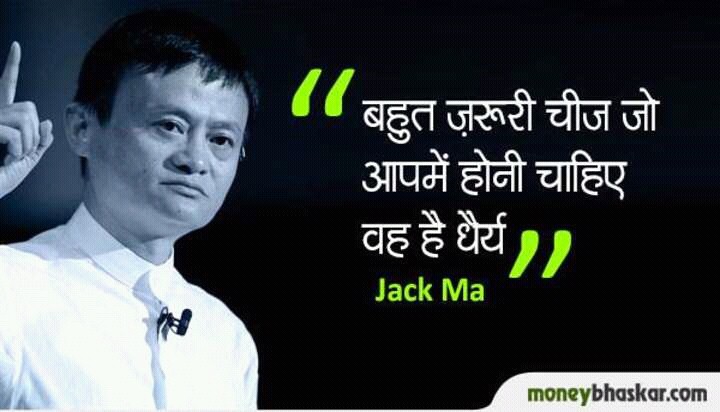 “ बहुत ज़रूरी चीज जो
आपमें होनी चाहिए
वह है धैर्य ”
Jack Ma
moneybhaskar.com